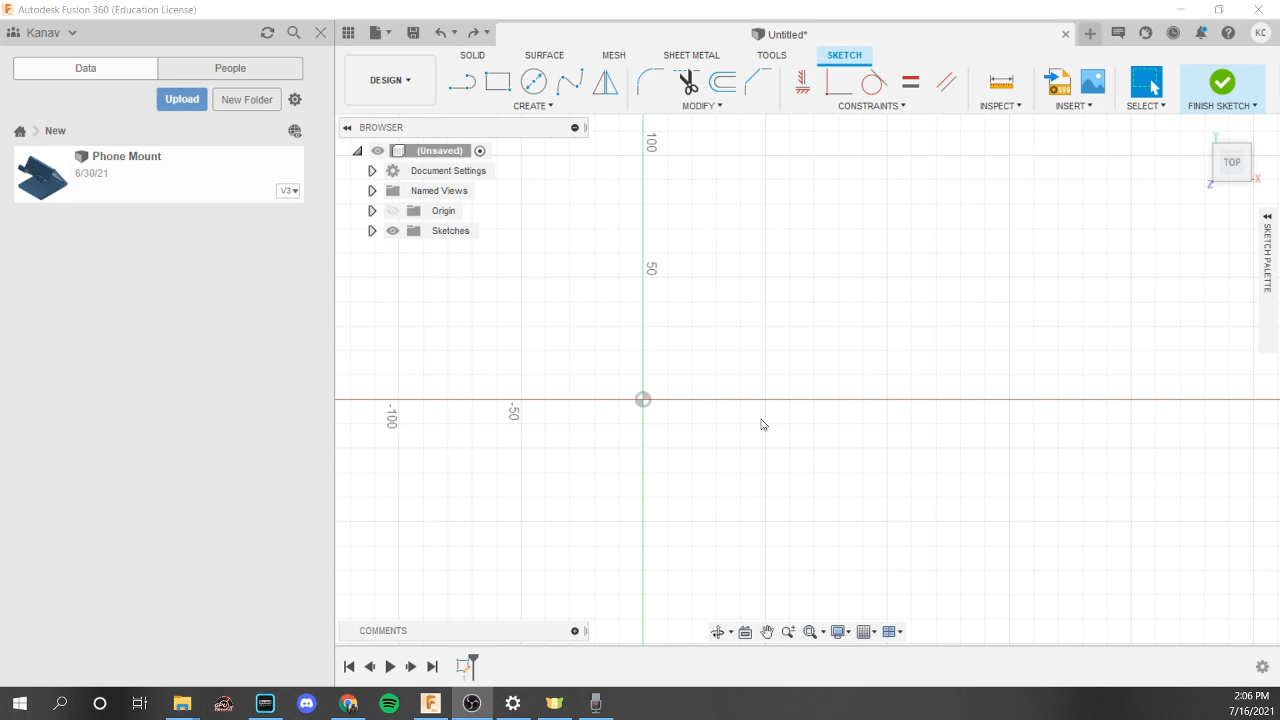 Autodesk Fusion 360 (Education License)
Kanav
Untitled*
KC
Data
People
SOLID
SURFACE
MESH
SHEET METAL
TOOLS
SKETCH
DESIGN
Upload
New Folder
CREATE
MODIFY
CONSTRAINTS
INSPECT
INSERT
SELECT
FINISH SKETCH
New
BROWSER
Phone Mount
6/30/21
V3
(Unsaved)
Document Settings
Named Views
Origin
Sketches
100
50
-50
-100
Y
TOP
X
Z
SKETCH PALETTE
COMMENTS
2:06 PM
7/16/2021